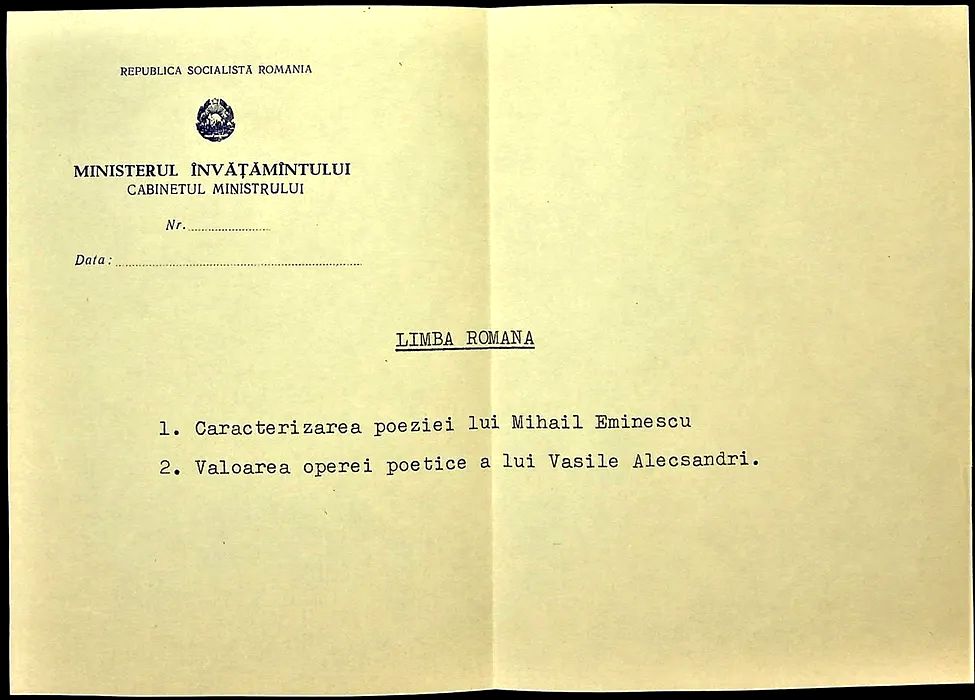 REPUBLICA SOCIALISTĂ ROMANIA
MINISTERUL ÎNVĂȚĂMÎNTULUI
CABINETUL MINISTRULUI
Nr. ....................
Data: ..........................................................
LIMBA ROMANA
1. Caracterizarea poeziei lui Mihail Eminescu
2. Valoarea operei poetice a lui Vasile Alecsandri.